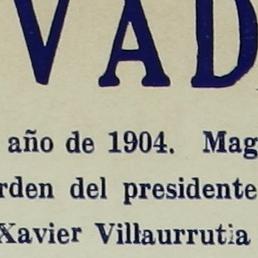 VAD
año de 1904. Mag
rden del presidente
Xavier Villaurrutia